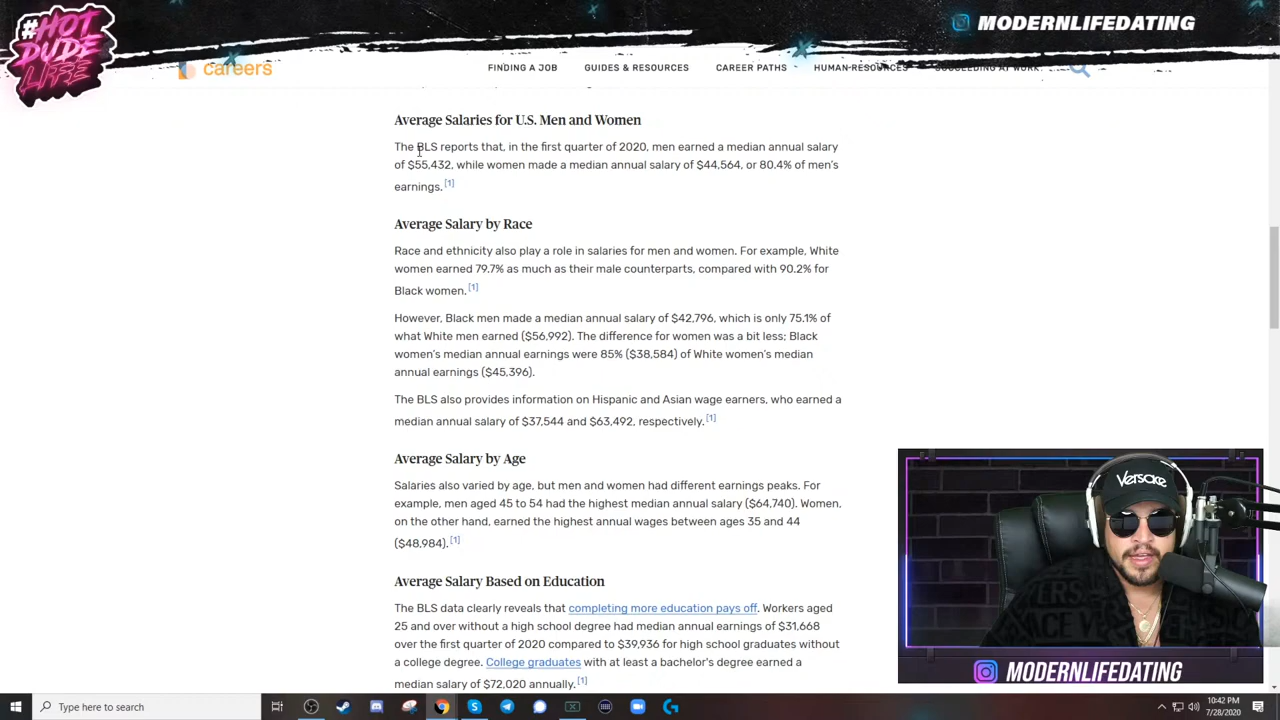 #HOT
DUDE
LIFE
MODERNLIFEDATING
careers
FINDING A JOB
GUIDES & RESOURCES
CAREER PATHS
HUMAN RESOURCES
SUCCEEDING AT WORK
Average Salaries for U.S. Men and Women
The BLS reports that, in the first quarter of 2020, men earned a median annual salary
of $55,432, while women made a median annual salary of $44,564, or 80.4% of men's
earnings. [1]
Average Salary by Race
Race and ethnicity also play a role in salaries for men and women. For example, White
women earned 79.7% as much as their male counterparts, compared with 90.2% for
Black women. [1]
However, Black men made a median annual salary of $42,796, which is only 75.1% of
what White men earned ($56,992). The difference for women was a bit less; Black
women's median annual earnings were 85% ($38,584) of White women's median
annual earnings ($45,396).
The BLS also provides information on Hispanic and Asian wage earners, who earned a
median annual salary of $37,544 and $63,492, respectively. [1]
Average Salary by Age
Salaries also varied by age, but men and women had different earnings peaks. For
example, men aged 45 to 54 had the highest median annual salary ($64,740). Women,
on the other hand, earned the highest annual wages between ages 35 and 44
($48,984). [1]
Average Salary Based on Education
The BLS data clearly reveals that completing more education pays off. Workers aged
25 and over without a high school degree had median annual earnings of $31,668
over the first quarter of 2020 compared to $39,936 for high school graduates without
a college degree. College graduates with at least a bachelor's degree earned a
median salary of $72,020 annually. [1]
Versace
MODERNLIFEDATING
Type here to search
10:42 PM
7/28/2020